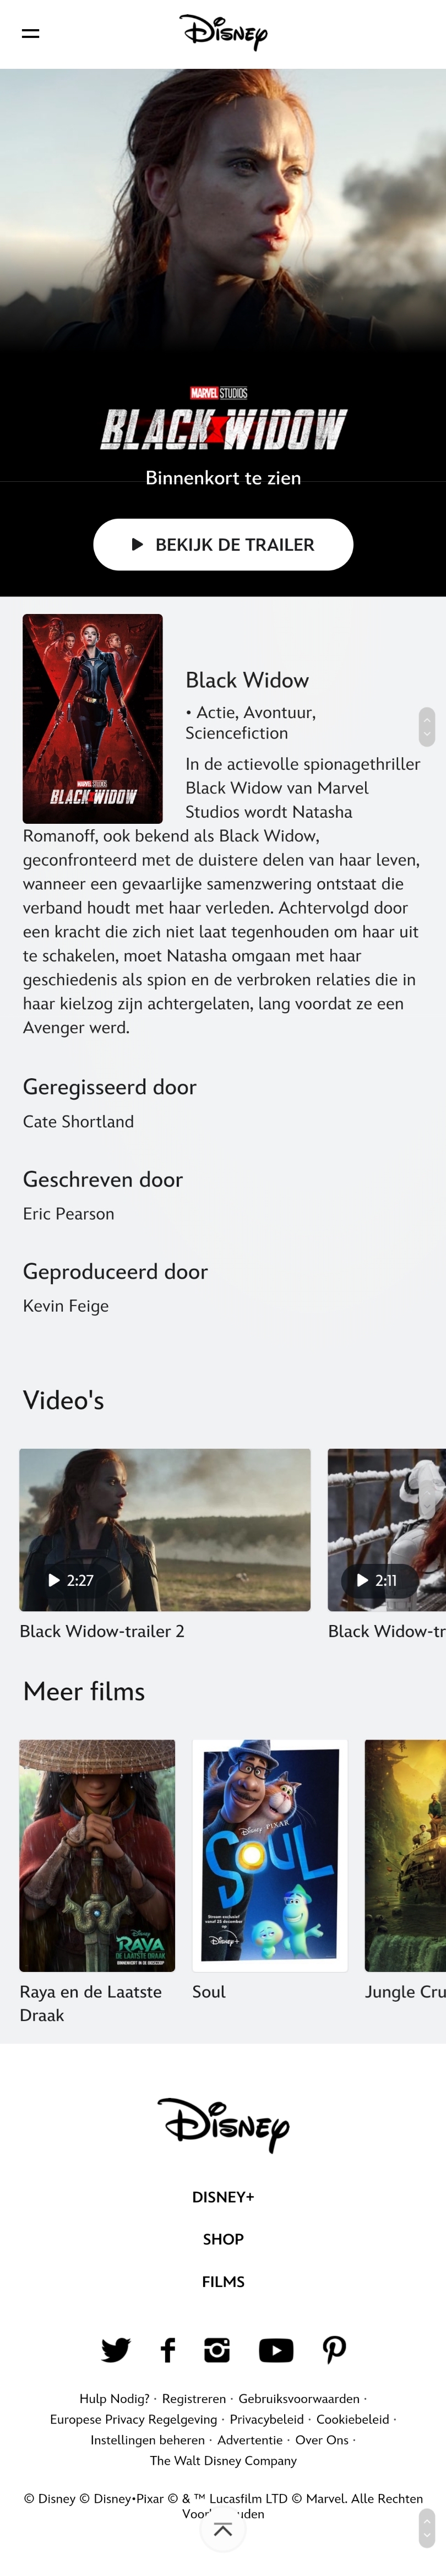 Disney
MARVEL STUDIOS
BLACK WIDOW
Binnenkort te zien
BEKIJK DE TRAILER
MARVEL STUDIOS
BLACK WIDOW
Black Widow
• Actie, Avontuur,
Sciencefiction
In de actievolle spionagethriller
Black Widow van Marvel
Studios wordt Natasha
Romanoff, ook bekend als Black Widow,
geconfronteerd met de duistere delen van haar leven,
wanneer een gevaarlijke samenzwering ontstaat die
verband houdt met haar verleden. Achtervolgd door
een kracht die zich niet laat tegenhouden om haar uit
te schakelen, moet Natasha omgaan met haar
geschiedenis als spion en de verbroken relaties die in
haar kielzog zijn achtergelaten, lang voordat ze een
Avenger werd.
Geregisseerd door
Cate Shortland
Geschreven door
Eric Pearson
Geproduceerd door
Kevin Feige
Video's
2:27
2:11
Black Widow-trailer 2
Black Widow-tr
Meer films
Disney
RAYA
EN DE LAATSTE DRAAK
BINNENKORT IN DE BIOSCOOP
Disney PIXAR
SOUL
Stream exclusief
vanaf 25 december
op
Disney+
Raya en de Laatste
Draak
Soul
Jungle Cru
Disney
DISNEY+
SHOP
FILMS
Hulp Nodig? · Registreren · Gebruiksvoorwaarden ·
Europese Privacy Regelgeving · Privacybeleid · Cookiebeleid ·
Instellingen beheren · Advertentie · Over Ons ·
The Walt Disney Company
© Disney © Disney•Pixar © & ™ Lucasfilm LTD © Marvel. Alle Rechten